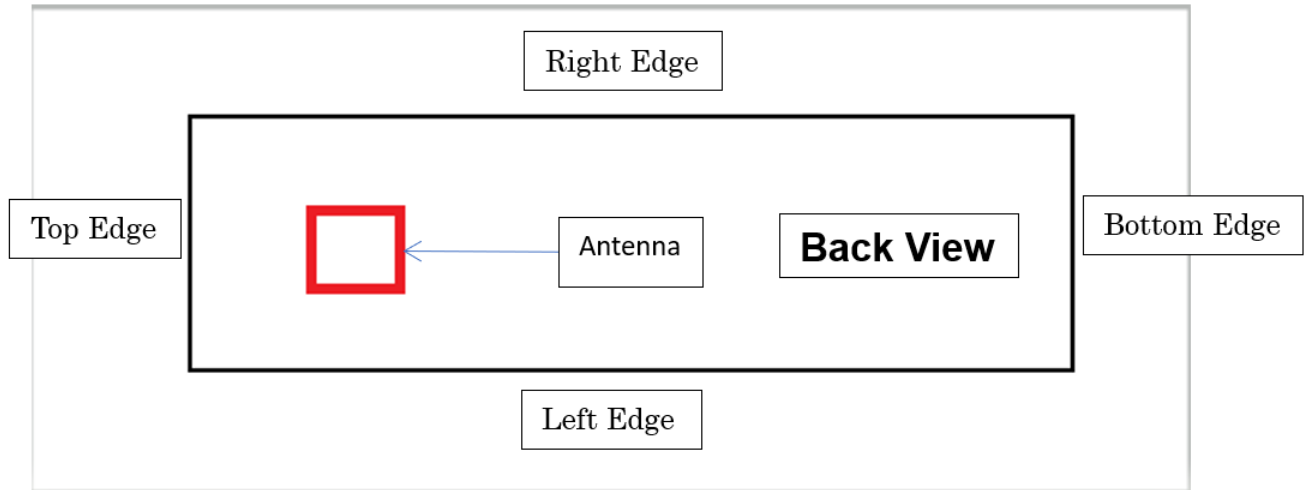 Right Edge
Top Edge
Antenna
Back View
Bottom Edge
Left Edge